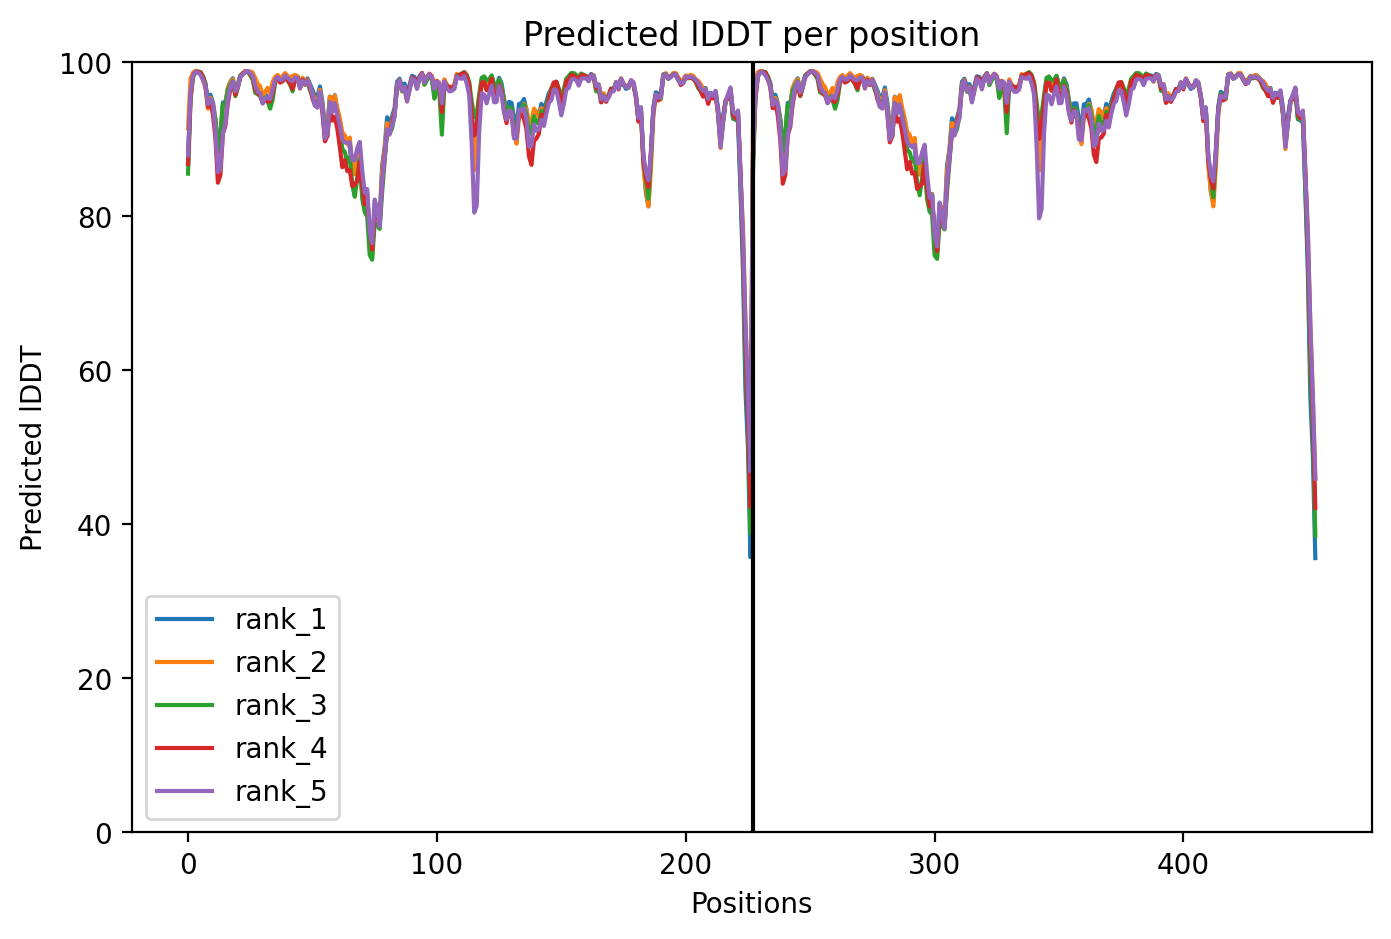 Predicted lDDT per position
100
80
60
40
20
0
Predicted lDDT
rank_1
rank_2
rank_3
rank_4
rank_5
0 100 200 300 400
Positions